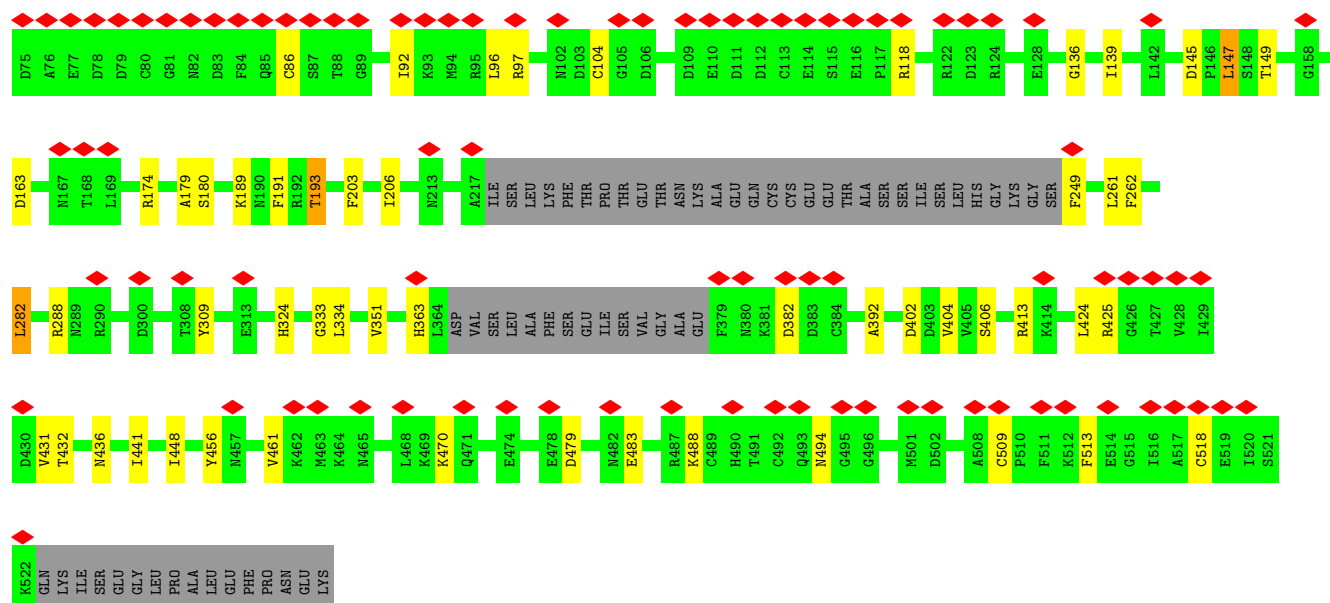 D75 A76 E77 D78 D79 C80 G81 N82 D83 F84 Q85 C86 S87 T88 G89 I92 K93 M94 R95 L96 R97 N102 D103 C104 G105 D106 D109 E110 D111 D112 C113 E114 S115 E116 P117 R118 R122 D123 R124 E128 G136 I139 L142 D145 P146 L147 S148 T149 G158
D163 N167 T168 L169 R174 A179 S180 K189 N190 F191 R192 T193 F203 I206 N213 A217 ILE SER LEU LYS PHE THR PRO THR GLU THR ASN LYS ALA GLU GLN CYS CYS GLU GLU THR ALA SER SER ILE SER LEU HIS GLY LYS GLY SER F249 L261 F262
L282 R288 N289 R290 D300 T308 Y309 E313 H324 G333 L334 V351 H363 L364 ASP VAL SER LEU ALA PHE SER GLU ILE SER VAL GLY ALA GLU F379 N380 K381 D382 D383 C384 A392 D402 D403 V404 V405 S406 R413 K414 L424 R425 G426 T427 V428 I429
D430 V431 T432 N436 I441 I448 Y456 N457 V461 K462 M463 K464 N465 L468 K469 K470 Q471 E474 E478 D479 N482 E483 R487 K488 C489 H490 T491 C492 Q493 N494 G495 G496 M501 D502 A508 C509 P510 F511 K512 F513 E514 G515 I516 A517 C518 E519 I520 S521
K522 GLN LYS ILE SER GLU GLY LEU PRO ALA LEU GLU PHE PRO ASN GLU LYS